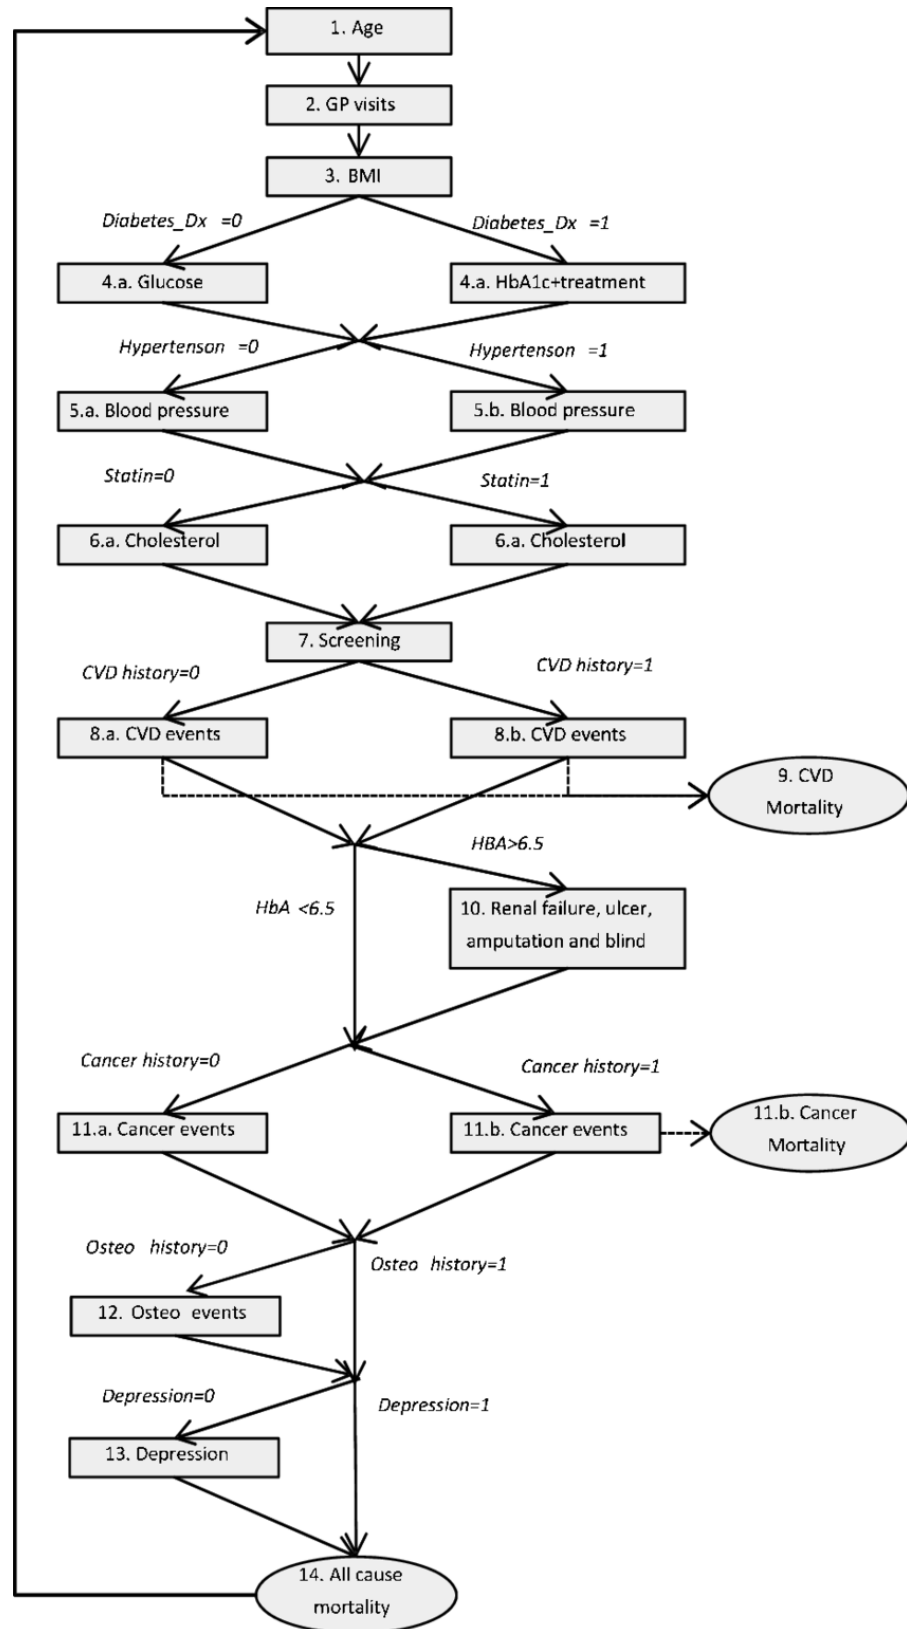 1. Age
2. GP visits
3. BMI
Diabetes_Dx =0
Diabetes_Dx =1
4.a. Glucose
4.a. HbA1c+treatment
Hypertenson =0
Hypertenson =1
5.a. Blood pressure
5.b. Blood pressure
Statin=0
Statin=1
6.a. Cholesterol
6.a. Cholesterol
7. Screening
CVD history=0
CVD history=1
8.a. CVD events
8.b. CVD events
9. CVD
Mortality
HBA>6.5
HbA <6.5
10. Renal failure, ulcer,
amputation and blind
Cancer history=0
Cancer history=1
11.a. Cancer events
11.b. Cancer events
11.b. Cancer
Mortality
Osteo history=0
Osteo history=1
12. Osteo events
Depression=0
Depression=1
13. Depression
14. All cause
mortality